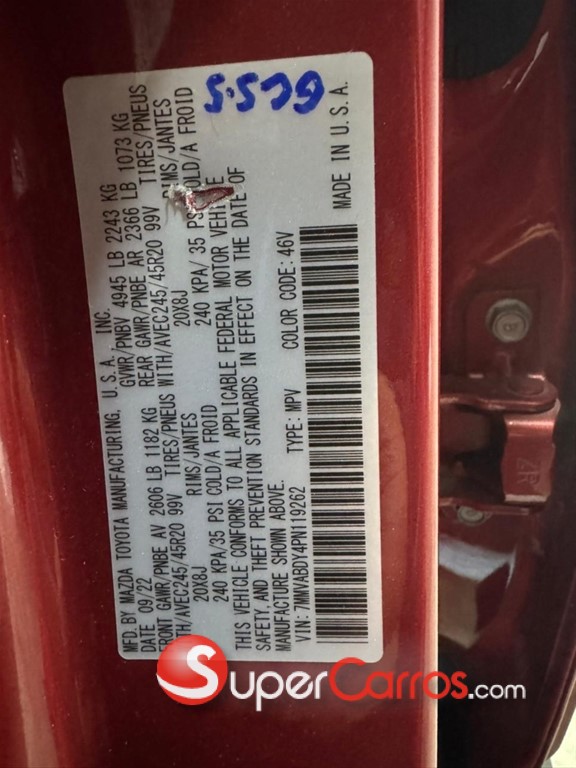 MFD. BY MAZDA TOYOTA MANUFACTURING, U.S.A. INC.
DATE 09/22 GVWR/PNBV 4945 LB 2243 KG
FRONT GAWR/PNBE AV 2606 LB 1182 KG REAR GAWR/PNBE AR 2366 LB 1073 KG
WITH/AVEC245/45R20 99V TIRES/PNEUS WITH/AVEC245/45R20 99V TIRES/PNEUS
20X8J RIMS/JANTES 20X8J RIMS/JANTES
240 KPA/35 PSI COLD/A FROID 240 KPA/ 35 PSI COLD/A FROID
THIS VEHICLE CONFORMS TO ALL APPLICABLE FEDERAL MOTOR VEHICLE
SAFETY, AND THEFT PREVENTION STANDARDS IN EFFECT ON THE DATE OF
MANUFACTURE SHOWN ABOVE.
VIN: 7MMVABDY4PN119262 TYPE: MPV COLOR CODE: 46V
MADE IN U.S.A.
GC5.5
S SUPERCARROS.com